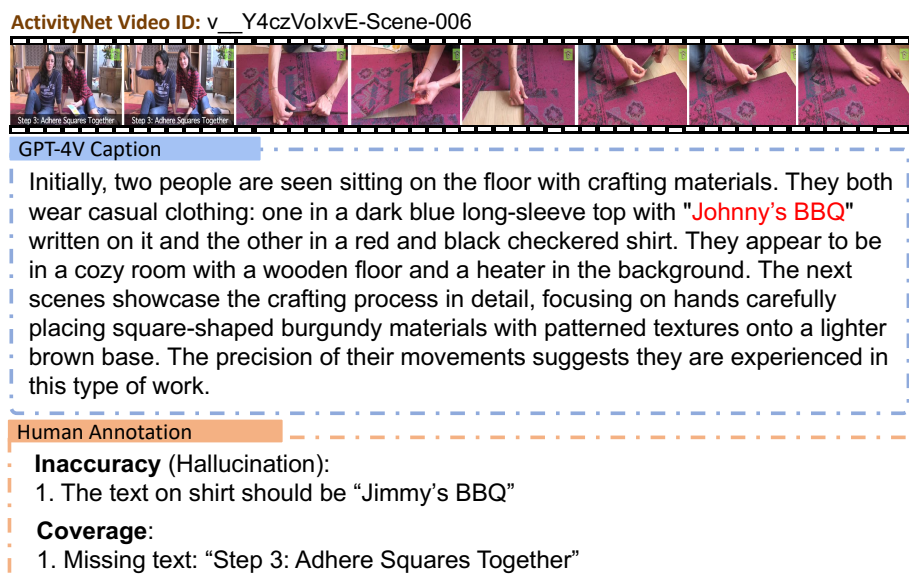 ActivityNet Video ID: v__Y4czVoIxvE-Scene-006
Step 3: Adhere Squares Together
Step 3: Adhere Squares Together
GPT-4V Caption
Initially, two people are seen sitting on the floor with crafting materials. They both
wear casual clothing: one in a dark blue long-sleeve top with "Johnny’s BBQ"
written on it and the other in a red and black checkered shirt. They appear to be
in a cozy room with a wooden floor and a heater in the background. The next
scenes showcase the crafting process in detail, focusing on hands carefully
placing square-shaped burgundy materials with patterned textures onto a lighter
brown base. The precision of their movements suggests they are experienced in
this type of work.
Human Annotation
Inaccuracy (Hallucination):
1. The text on shirt should be “Jimmy’s BBQ”
Coverage:
1. Missing text: “Step 3: Adhere Squares Together”